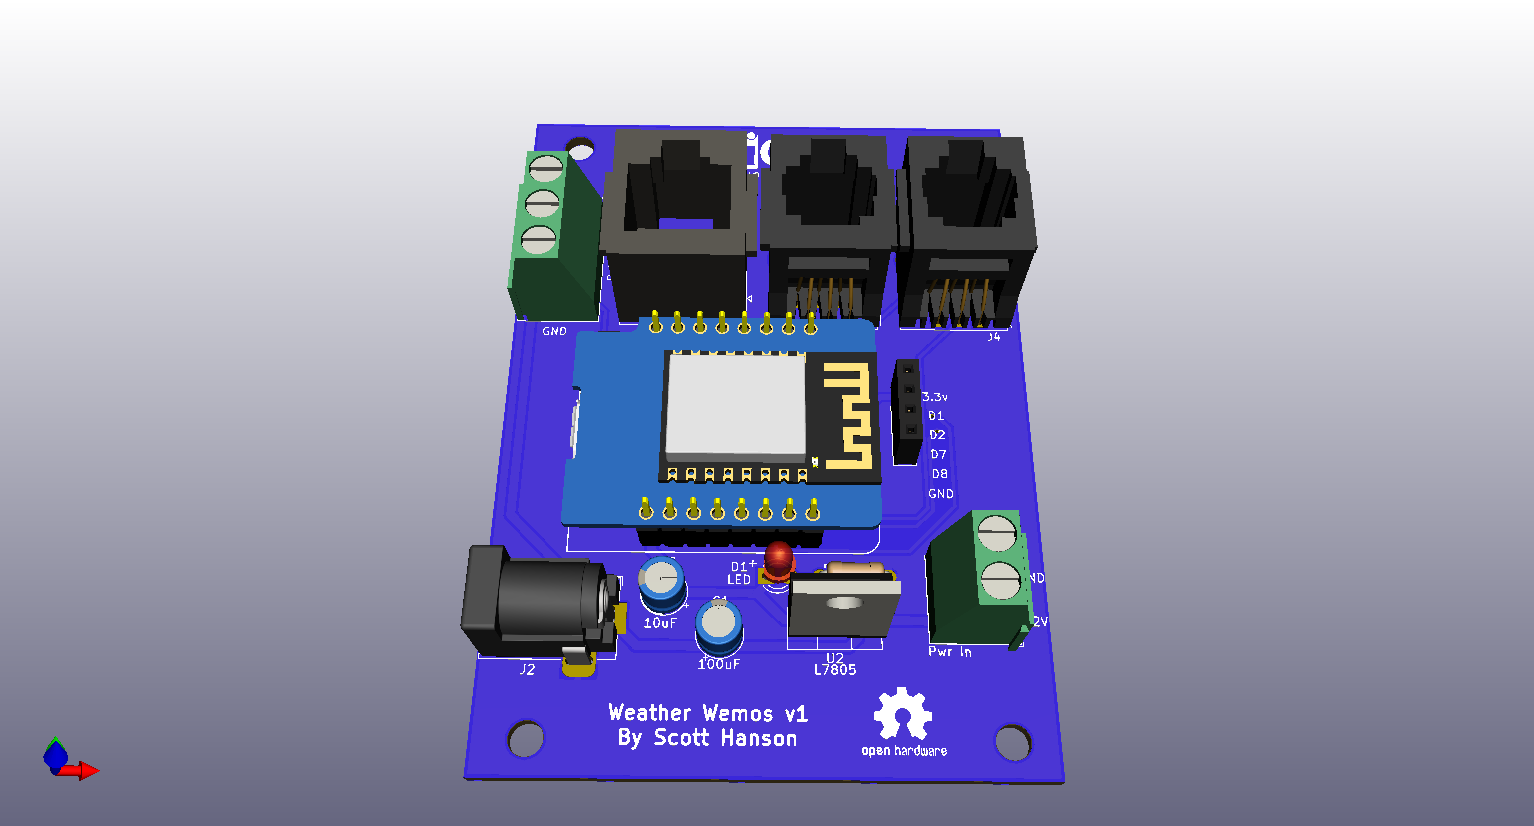 GND
J4
3.3v
D1
D2
D7
D8
GND
D1+
LED
10uF
100uF
J2
U2
L7805
Pwr In
Weather Wemos v1
By Scott Hanson
open hardware